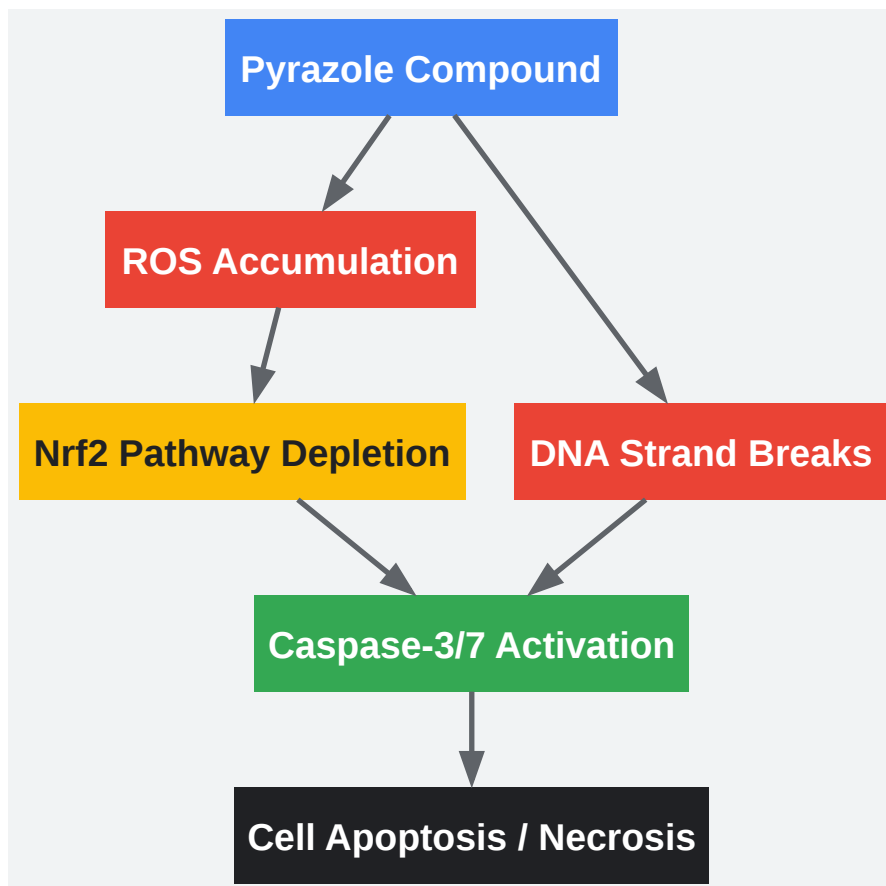 Pyrazole Compound
ROS Accumulation
Nrf2 Pathway Depletion
DNA Strand Breaks
Caspase-3/7 Activation
Cell Apoptosis / Necrosis